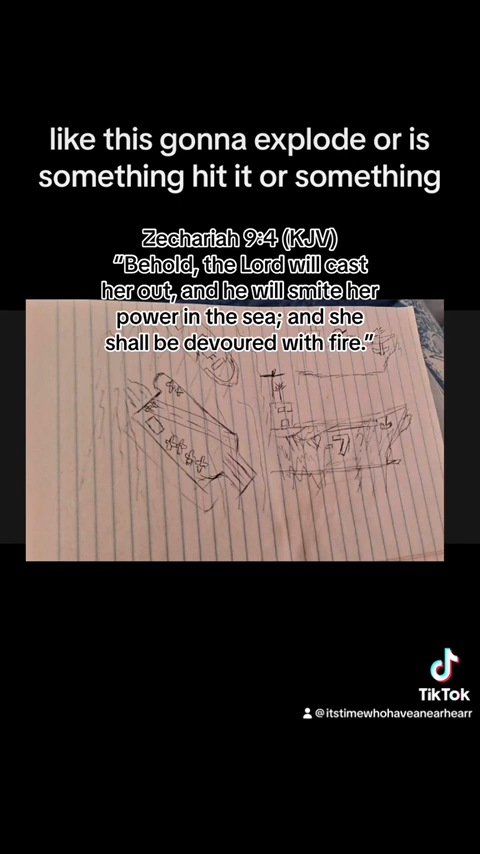 like this gonna explode or is
something hit it or something
Zechariah 9:4 (KJV)
“Behold, the Lord will cast
her out, and he will smite her
power in the sea; and she
shall be devoured with fire.”
TikTok
@itstimewhohaveanearhearr